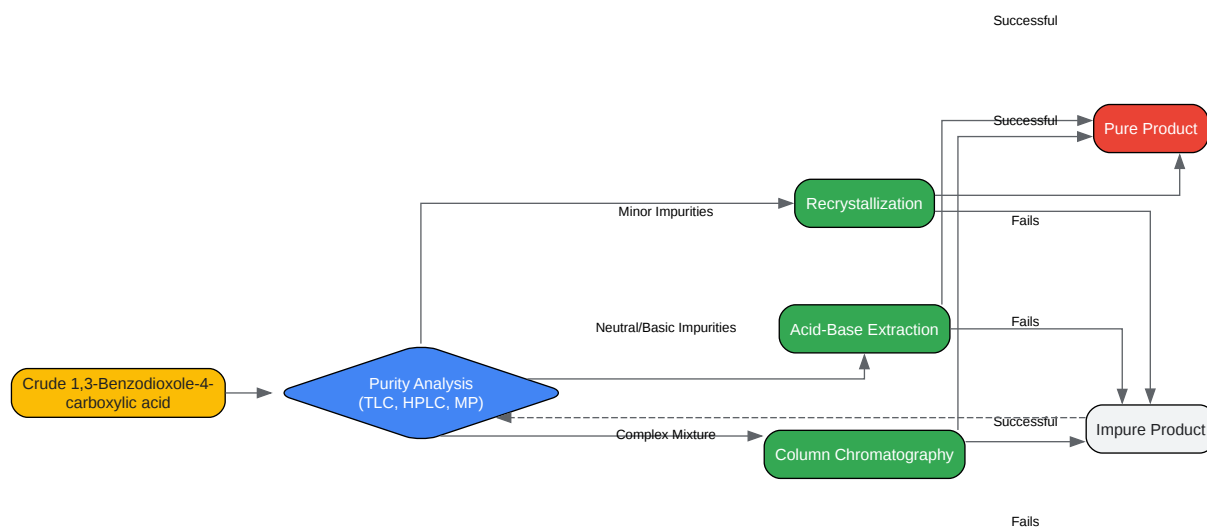 Successful
Successful
Pure Product
Recrystallization
Minor Impurities
Fails
Neutral/Basic Impurities
Acid-Base Extraction
Fails
Crude 1,3-Benzodioxole-4-
carboxylic acid
Purity Analysis
(TLC, HPLC, MP)
Successful
Complex Mixture
Column Chromatography
Impure Product
Fails